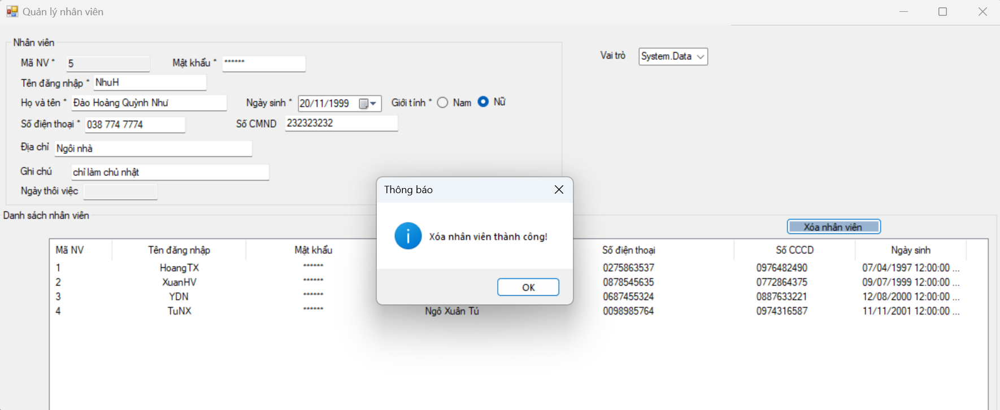 Quản lý nhân viên
Nhân viên
Mã NV * 5 Mật khẩu * ******
Vai trò System.Data
Tên đăng nhập * NhuH
Họ và tên * Đào Hoàng Quỳnh Như Ngày sinh * 20/11/1999 Giới tính * Nam Nữ
Số điện thoại * 038 774 7774 Số CMND 232323232
Địa chỉ Ngôi nhà
Ghi chú chỉ làm chủ nhật
Ngày thôi việc
Thông báo
Xóa nhân viên thành công!
OK
Danh sách nhân viên
Xóa nhân viên
Mã NV Tên đăng nhập Mật khẩu Số điện thoại Số CCCD Ngày sinh
1 HoangTX ****** 0275863537 0976482490 07/04/1997 12:00:00 ...
2 XuanHV ****** 0878545635 0772864375 09/07/1999 12:00:00 ...
3 YDN ****** 0687455324 0887633221 12/08/2000 12:00:00 ...
4 TuNX ****** Ngô Xuân Tú 0098985764 0974316587 11/11/2001 12:00:00 ...